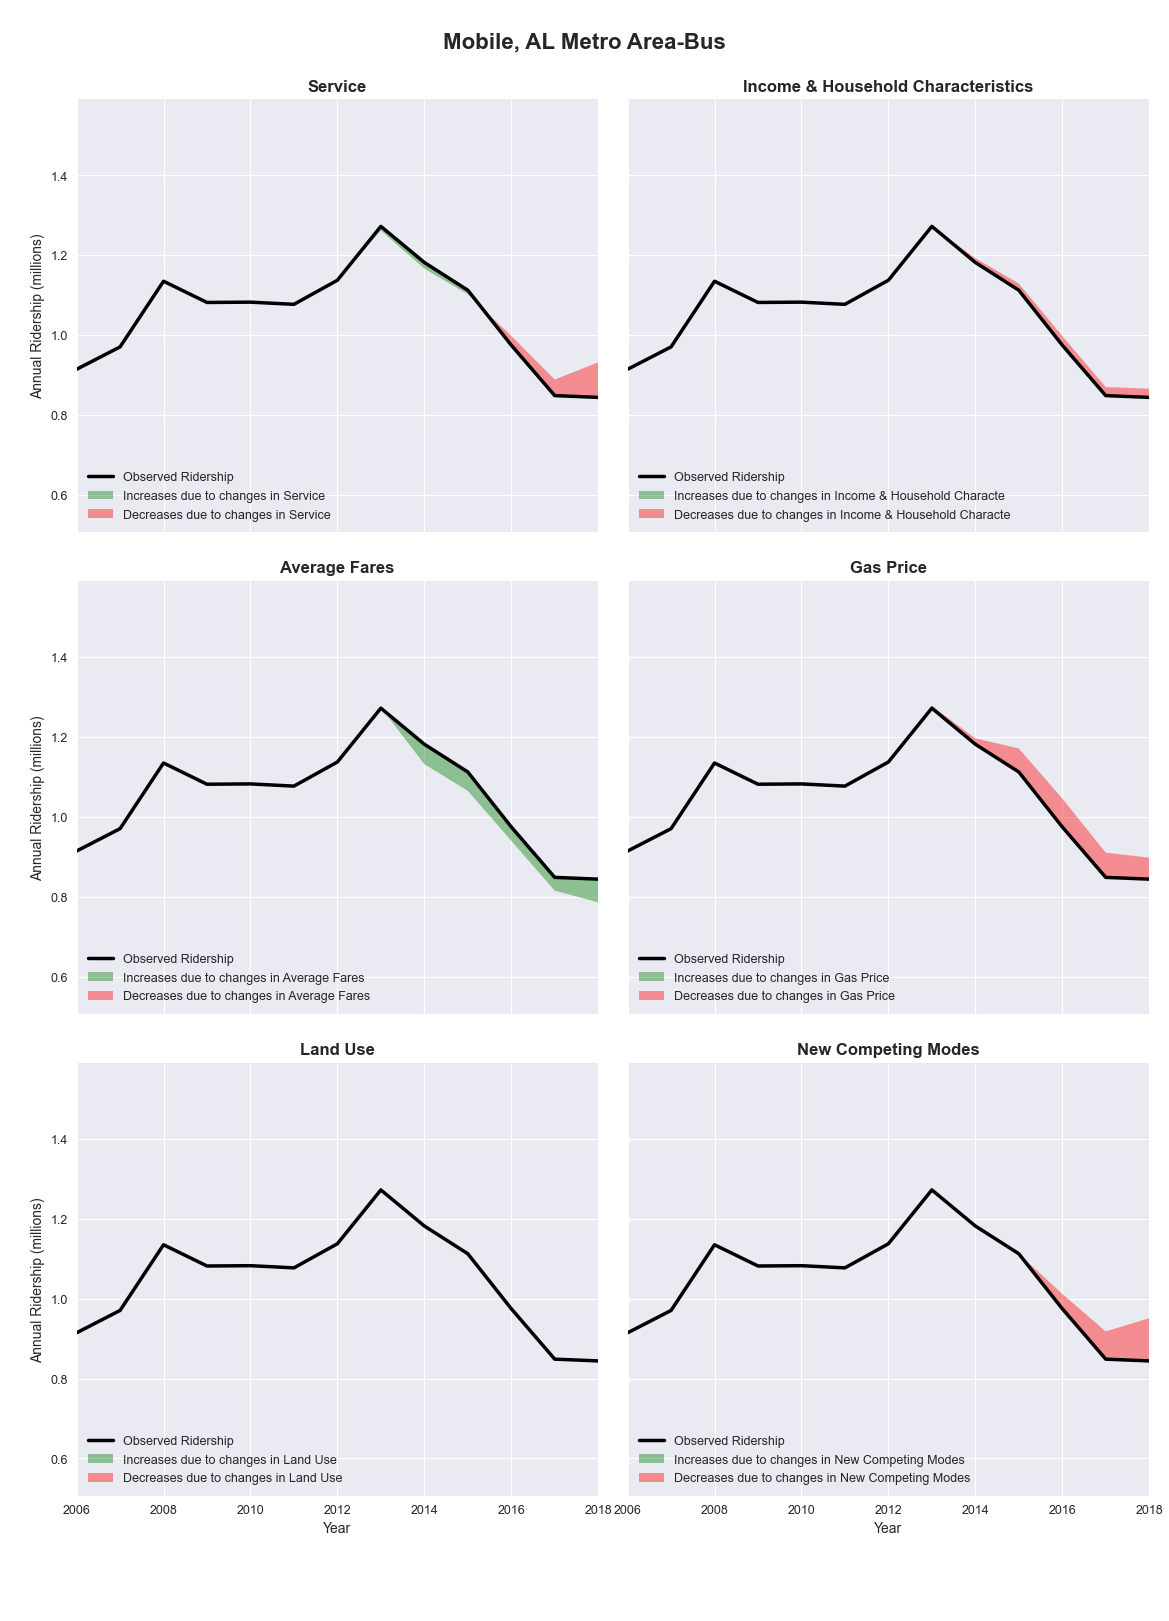 Mobile, AL Metro Area-Bus
Service
Annual Ridership (millions)
1.4
1.2
1.0
0.8
0.6
Observed Ridership
Increases due to changes in Service
Decreases due to changes in Service
Income & Household Characteristics
Observed Ridership
Increases due to changes in Income & Household Characte
Decreases due to changes in Income & Household Characte
Average Fares
Annual Ridership (millions)
1.4
1.2
1.0
0.8
0.6
Observed Ridership
Increases due to changes in Average Fares
Decreases due to changes in Average Fares
Gas Price
Observed Ridership
Increases due to changes in Gas Price
Decreases due to changes in Gas Price
Land Use
Annual Ridership (millions)
1.4
1.2
1.0
0.8
0.6
Observed Ridership
Increases due to changes in Land Use
Decreases due to changes in Land Use
2006 2008 2010 2012 2014 2016 2018
Year
New Competing Modes
Observed Ridership
Increases due to changes in New Competing Modes
Decreases due to changes in New Competing Modes
2006 2008 2010 2012 2014 2016 2018
Year